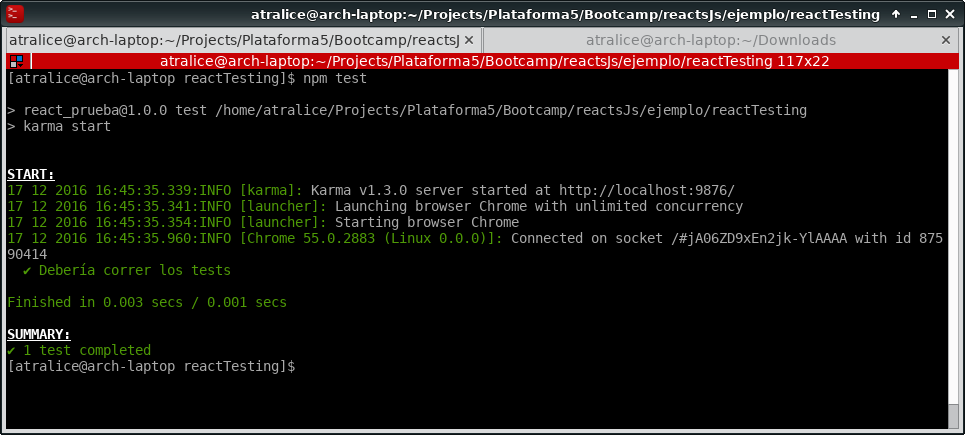 atralice@arch-laptop:~/Projects/Plataforma5/Bootcamp/reactsJs/ejemplo/reactTesting
atralice@arch-laptop:~/Projects/Plataforma5/Bootcamp/reactsJ
atralice@arch-laptop:~/Downloads
atralice@arch-laptop:~/Projects/Plataforma5/Bootcamp/reactsJs/ejemplo/reactTesting 117x22
[atralice@arch-laptop reactTesting]$ npm test
> react_prueba@1.0.0 test /home/atralice/Projects/Plataforma5/Bootcamp/reactsJs/ejemplo/reactTesting
> karma start
START:
17 12 2016 16:45:35.339:INFO [karma]: Karma v1.3.0 server started at http://localhost:9876/
17 12 2016 16:45:35.341:INFO [launcher]: Launching browser Chrome with unlimited concurrency
17 12 2016 16:45:35.354:INFO [launcher]: Starting browser Chrome
17 12 2016 16:45:35.960:INFO [Chrome 55.0.2883 (Linux 0.0.0)]: Connected on socket /#jA06ZD9xEn2jk-YlAAAA with id 875
90414
✔ Debería correr los tests
Finished in 0.003 secs / 0.001 secs
SUMMARY:
✔ 1 test completed
[atralice@arch-laptop reactTesting]$